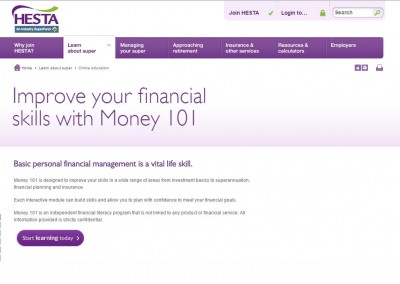 HESTA
An Industry SuperFund
Join HESTA
Login to...
Search
Why join HESTA?
Learn about super
Managing your super
Approaching retirement
Insurance & other services
Resources & calculators
Employers
Home > Learn about super > Online education
Improve your financial
skills with Money 101
Basic personal financial management is a vital life skill.
Money 101 is designed to improve your skills in a wide range of areas from investment basics to superannuation,
financial planning and insurance.
Each interactive module can build skills and allow you to plan with confidence to meet your financial goals.
Money 101 is an independent financial literacy program that is not linked to any product or financial service. All
information provided is strictly confidential.
Start learning today >